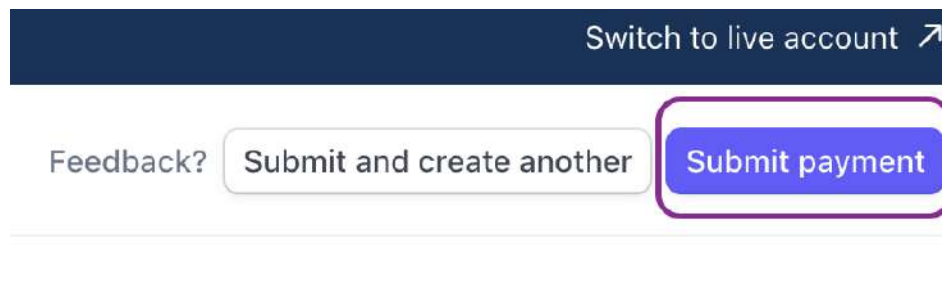 Switch to live account
Feedback? Submit and create another Submit payment